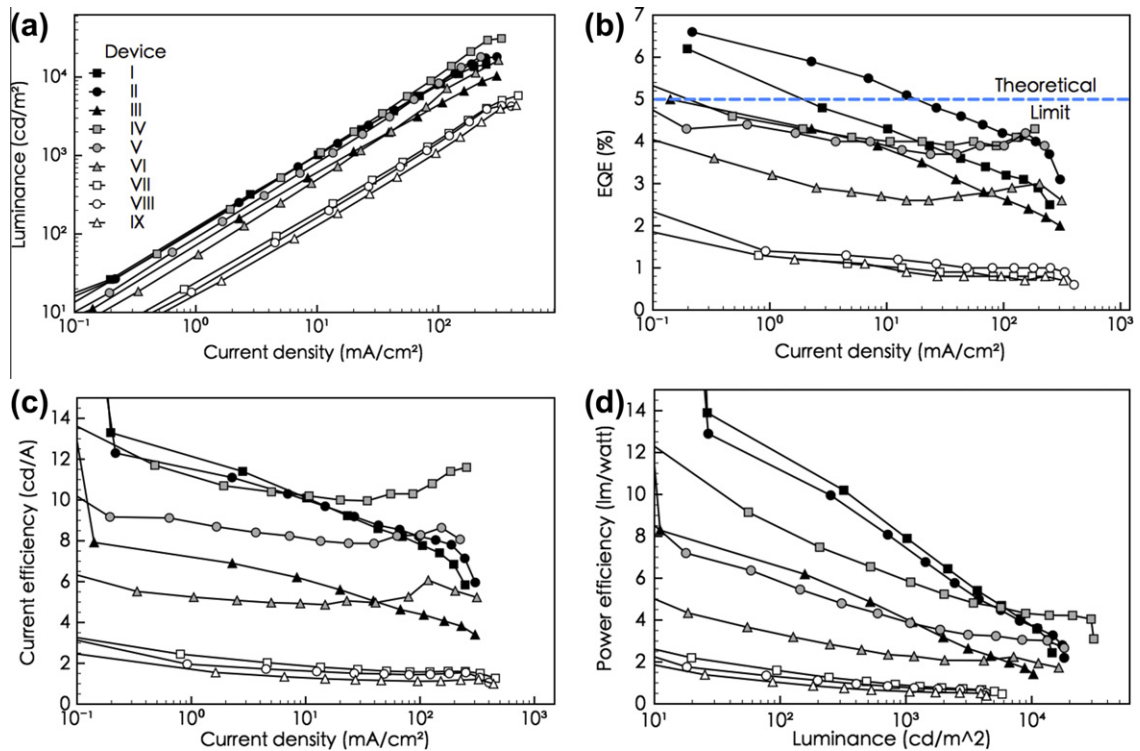 (a)
Luminance (cd/m²)
10⁴
10³
10²
10¹
Device
I
II
III
IV
V
VI
VII
VIII
IX
10⁻¹ 10⁰ 10¹ 10²
Current density (mA/cm²)
(b)
EQE (%)
7
6
5
4
3
2
1
0
Theoretical
Limit
10⁻¹ 10⁰ 10¹ 10² 10³
Current density (mA/cm²)
(c)
Current efficiency (cd/A)
14
12
10
8
6
4
2
0
10⁻¹ 10⁰ 10¹ 10² 10³
Current density (mA/cm²)
(d)
Power efficiency (lm/watt)
14
12
10
8
6
4
2
0
10¹ 10² 10³ 10⁴
Luminance (cd/m^2)